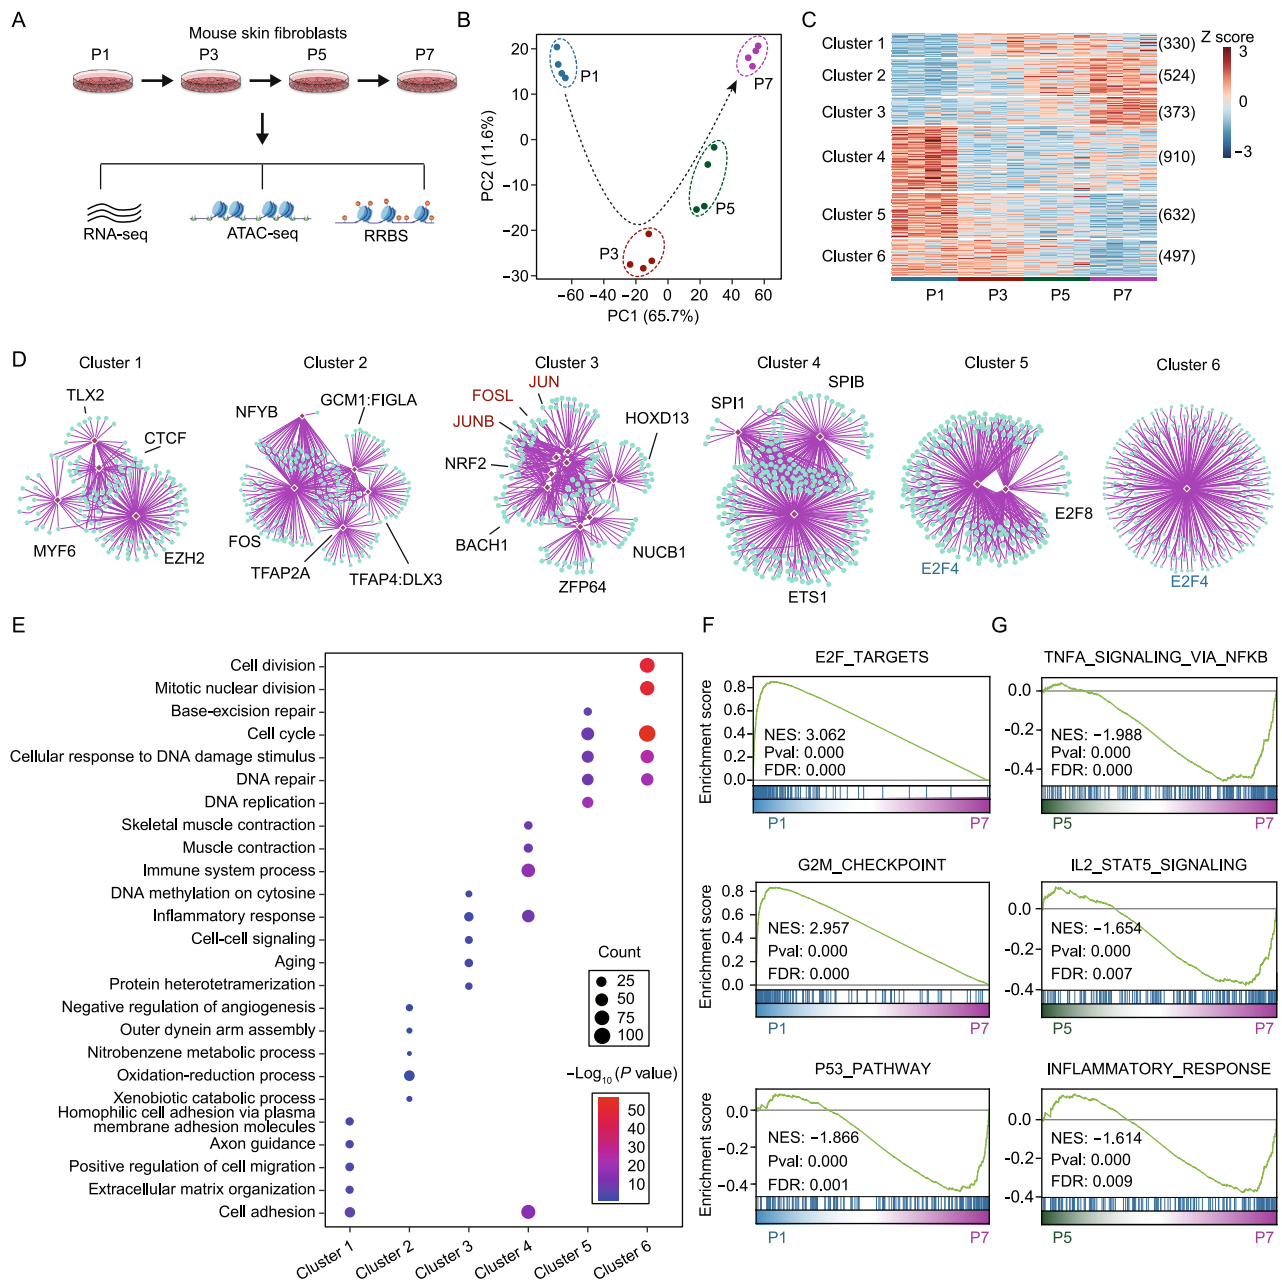 A
Mouse skin fibroblasts
P1
P3
P5
P7
RNA-seq
ATAC-seq
RRBS
B
20
10
0
−10
−20
−30
PC2 (11.6%)
P1
P7
P5
P3
−60
−40
−20
0
20
40
60
PC1 (65.7%)
C
Cluster 1
Cluster 2
Cluster 3
Cluster 4
Cluster 5
Cluster 6
(330)
(524)
(373)
(910)
(632)
(497)
Z score
3
0
−3
P1
P3
P5
P7
D
Cluster 1
TLX2
CTCF
MYF6
EZH2
Cluster 2
NFYB
GCM1:FIGLA
FOS
TFAP2A
TFAP4:DLX3
Cluster 3
JUN
FOSL
JUNB
HOXD13
NRF2
BACH1
NUCB1
ZFP64
Cluster 4
SPIB
SPI1
ETS1
Cluster 5
E2F8
E2F4
Cluster 6
E2F4
E
Cell division
Mitotic nuclear division
Base-excision repair
Cell cycle
Cellular response to DNA damage stimulus
DNA repair
DNA replication
Skeletal muscle contraction
Muscle contraction
Immune system process
DNA methylation on cytosine
Inflammatory response
Cell-cell signaling
Aging
Protein heterotetramerization
Negative regulation of angiogenesis
Outer dynein arm assembly
Nitrobenzene metabolic process
Oxidation-reduction process
Xenobiotic catabolic process
Homophilic cell adhesion via plasma
membrane adhesion molecules
Axon guidance
Positive regulation of cell migration
Extracellular matrix organization
Cell adhesion
Cluster 1
Cluster 2
Cluster 3
Cluster 4
Cluster 5
Cluster 6
Count
25
50
75
100
−Log10 (P value)
50
40
30
20
10
F
E2F_TARGETS
Enrichment score
0.8
0.6
0.4
0.2
0.0
NES: 3.062
Pval: 0.000
FDR: 0.000
P1
P7
G2M_CHECKPOINT
Enrichment score
0.8
0.6
0.4
0.2
0.0
NES: 2.957
Pval: 0.000
FDR: 0.000
P1
P7
P53_PATHWAY
Enrichment score
0.0
−0.2
−0.4
NES: −1.866
Pval: 0.000
FDR: 0.001
P1
P7
G
TNFA_SIGNALING_VIA_NFKB
0.0
−0.2
−0.4
NES: −1.988
Pval: 0.000
FDR: 0.000
P5
P7
IL2_STAT5_SIGNALING
0.0
−0.2
−0.4
NES: −1.654
Pval: 0.000
FDR: 0.007
P5
P7
INFLAMMATORY_RESPONSE
0.0
−0.2
−0.4
NES: −1.614
Pval: 0.000
FDR: 0.009
P5
P7